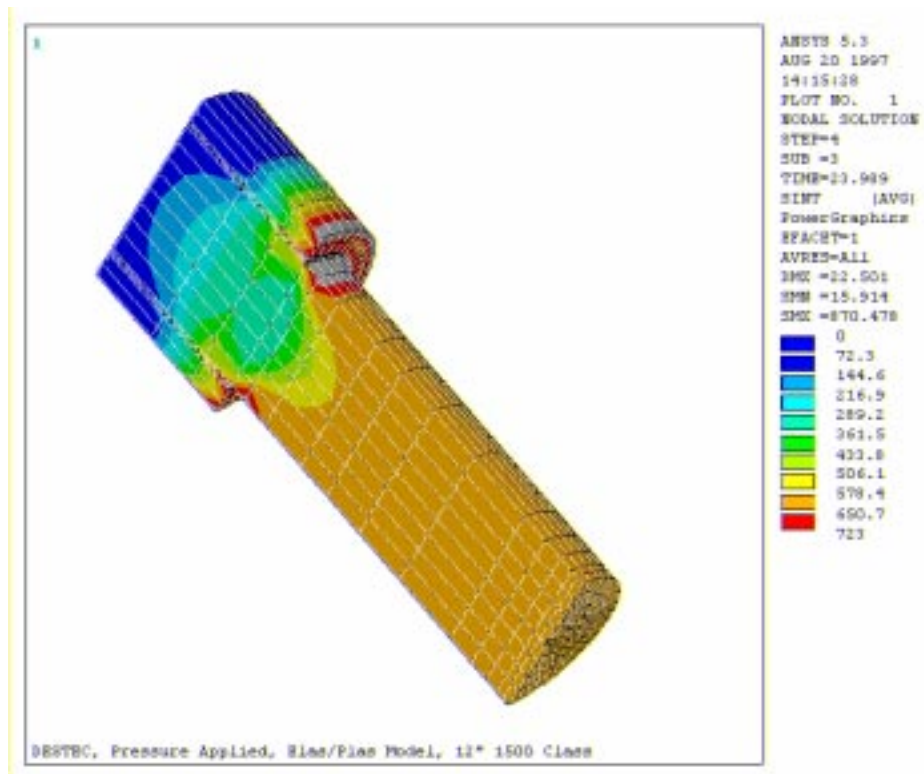 1
ANSYS 5.3
AUG 20 1997
14:15:28
PLOT NO. 1
NODAL SOLUTION
STEP=4
SUB =3
TIME=23.989
SINT (AVG)
PowerGraphics
EFACET=1
AVRES=All
DMX =22.501
SMN =15.914
SMX =870.478
0
72.3
144.6
216.9
289.2
361.5
433.8
506.1
578.4
650.7
723
DESTEC, Pressure Applied, Elas/Plas Model, 12" 1500 Class